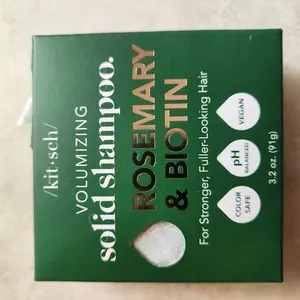 /kit·sch/
VOLUMIZING
solid shampoo.
ROSEMARY
& BIOTIN
For Stronger, Fuller-Looking Hair
COLOR
SAFE
pH
BALANCED
VEGAN
3.2 oz. (91g)